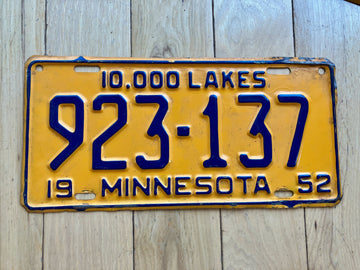 10,000 LAKES
923-137
19 MINNESOTA 52